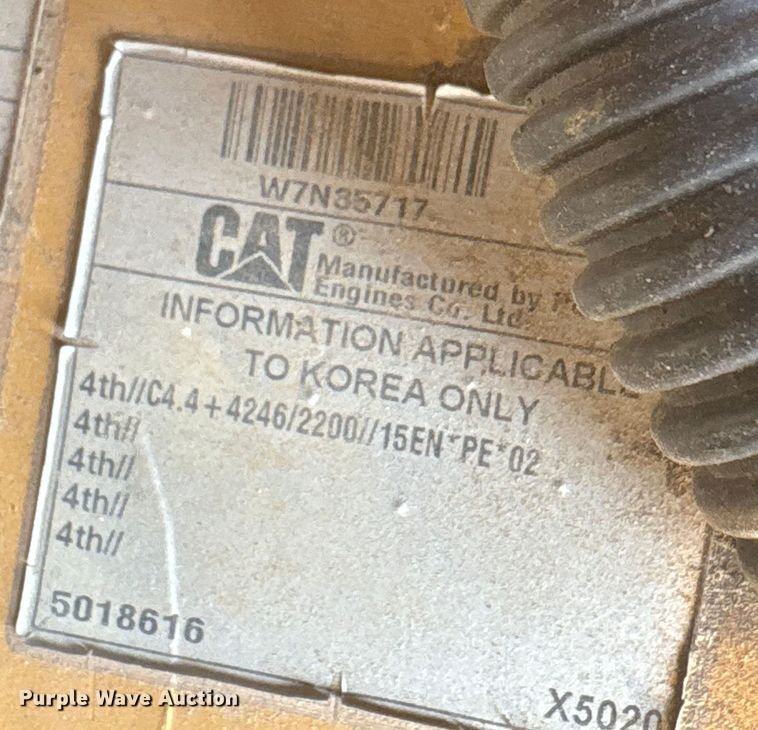 W7N35717
CAT®
Manufactured by
Engines Co. Ltd.
INFORMATION APPLICABLE
TO KOREA ONLY
4th//C4.4+4246/2200//15EN*PE*02
4th//
4th//
4th//
4th//
5018616
X5020
Purple Wave Auction